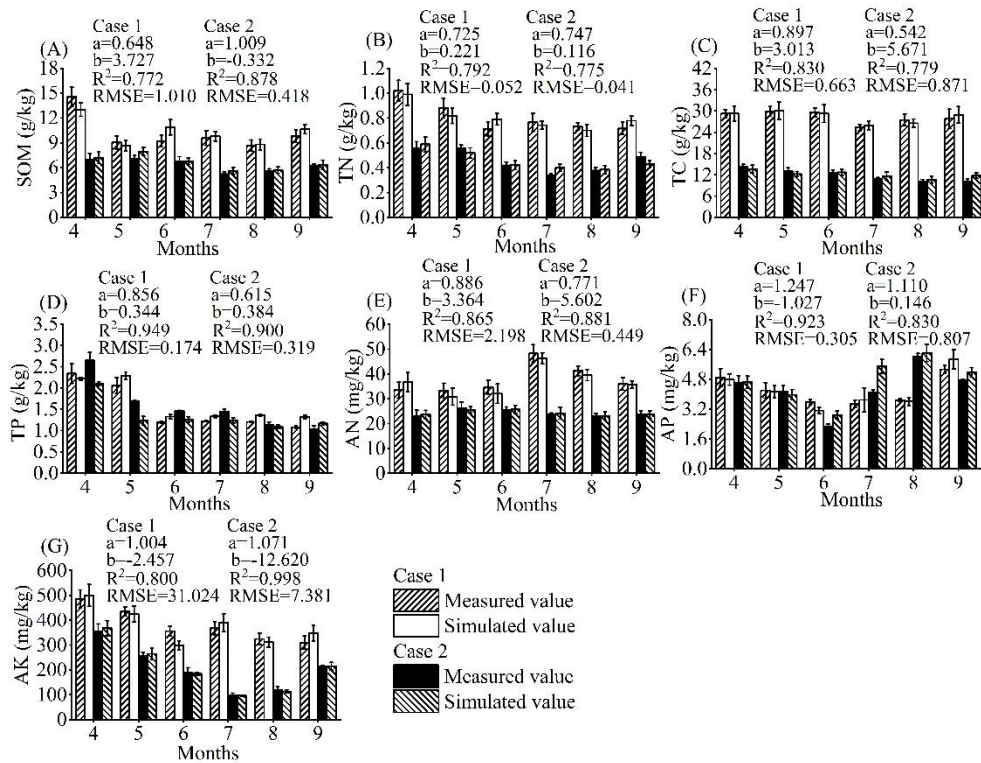 (A)
Case 1 Case 2
a=0.648 a=1.009
b=3.727 b=-0.332
R²=0.772 R²=0.878
RMSE=1.010 RMSE=0.418
SOM (g/kg)
18
15
12
9
6
3
0
4 5 6 7 8 9
Months
(B)
Case 1 Case 2
a=0.725 a=0.747
b=0.221 b=0.116
R²=0.792 R²=0.775
RMSE=0.052 RMSE=0.041
TN (g/kg)
1.2
1.0
0.8
0.6
0.4
0.2
0.0
4 5 6 7 8 9
Months
(C)
Case 1 Case 2
a=0.897 a=0.542
b=3.013 b=5.671
R²=0.830 R²=0.779
RMSE=0.663 RMSE=0.871
TC (g/kg)
42
36
30
24
18
12
6
0
4 5 6 7 8 9
Months
(D)
Case 1 Case 2
a=0.856 a=0.615
b=0.344 b=0.384
R²=0.949 R²=0.900
RMSE=0.174 RMSE=0.319
TP (g/kg)
3.5
3.0
2.5
2.0
1.5
1.0
0.5
0.0
4 5 6 7 8 9
Months
(E)
Case 1 Case 2
a=0.886 a=0.771
b=3.364 b=5.602
R²=0.865 R²=0.881
RMSE=2.198 RMSE=0.449
AN (mg/kg)
60
50
40
30
20
10
0
4 5 6 7 8 9
Months
(F)
Case 1 Case 2
a=1.247 a=1.110
b=-1.027 b=0.146
R²=0.923 R²=0.830
RMSE=0.305 RMSE=0.807
AP (mg/kg)
8.0
6.4
4.8
3.2
1.6
0.0
4 5 6 7 8 9
Months
(G)
Case 1 Case 2
a=1.004 a=1.071
b=-2.457 b=-12.620
R²=0.800 R²=0.998
RMSE=31.024 RMSE=7.381
AK (mg/kg)
600
500
400
300
200
100
0
4 5 6 7 8 9
Months
Case 1
Measured value
Simulated value
Case 2
Measured value
Simulated value